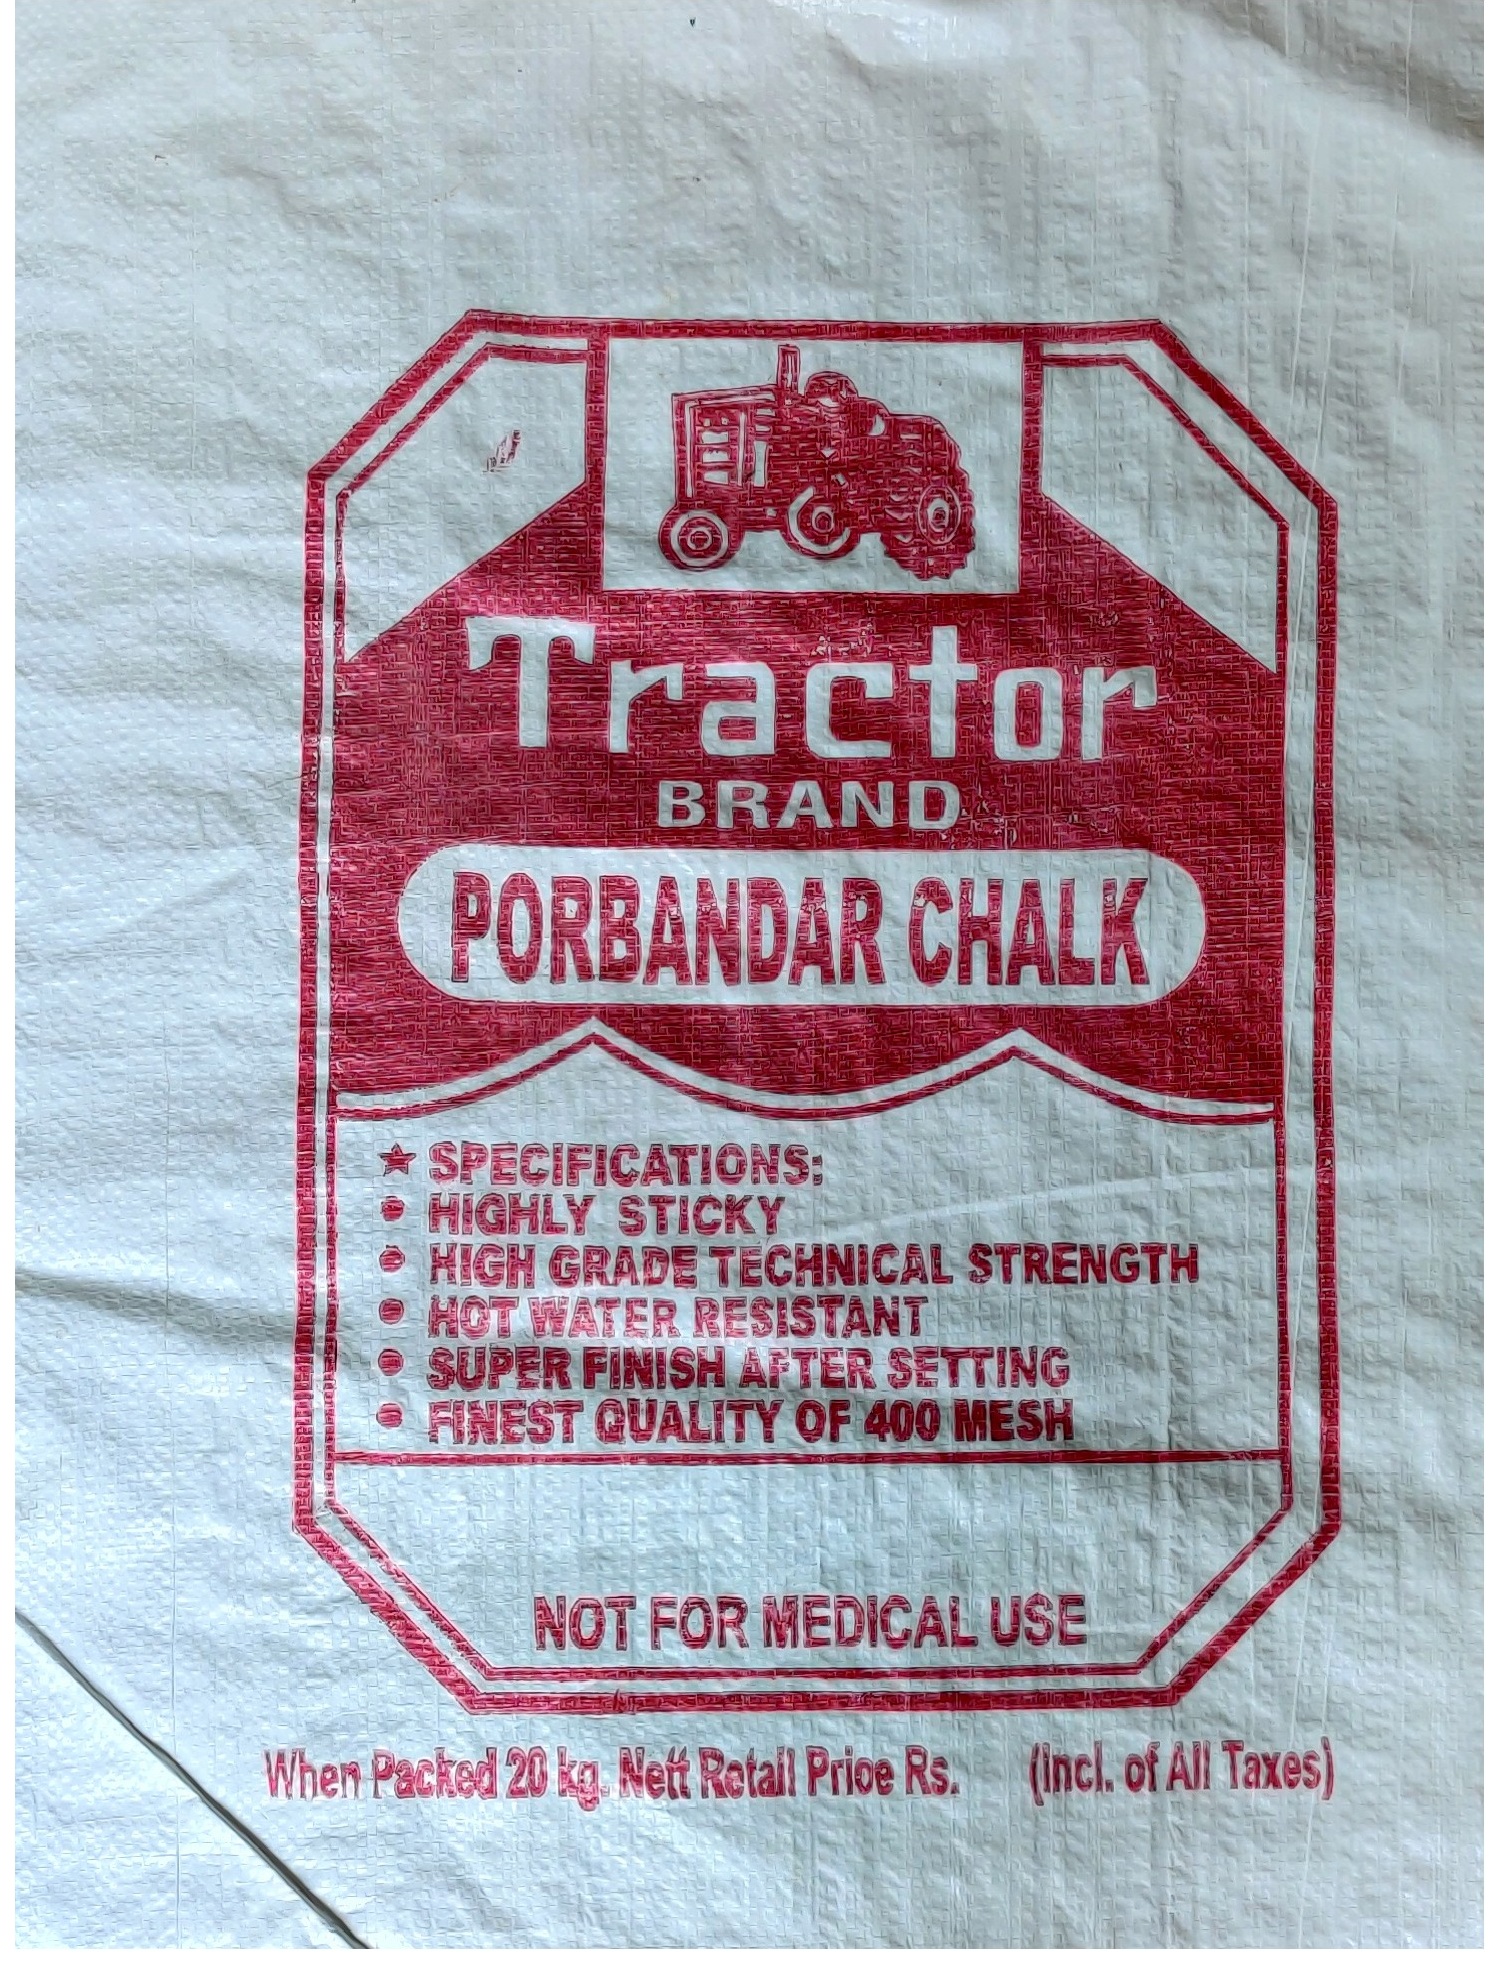 Tractor
BRAND
PORBANDAR CHALK
★ SPECIFICATIONS:
● HIGHLY STICKY
● HIGH GRADE TECHNICAL STRENGTH
● HOT WATER RESISTANT
● SUPER FINISH AFTER SETTING
● FINEST QUALITY OF 400 MESH
NOT FOR MEDICAL USE
When Packed 20 kg. Nett Retail Price Rs. (Incl. of All Taxes)